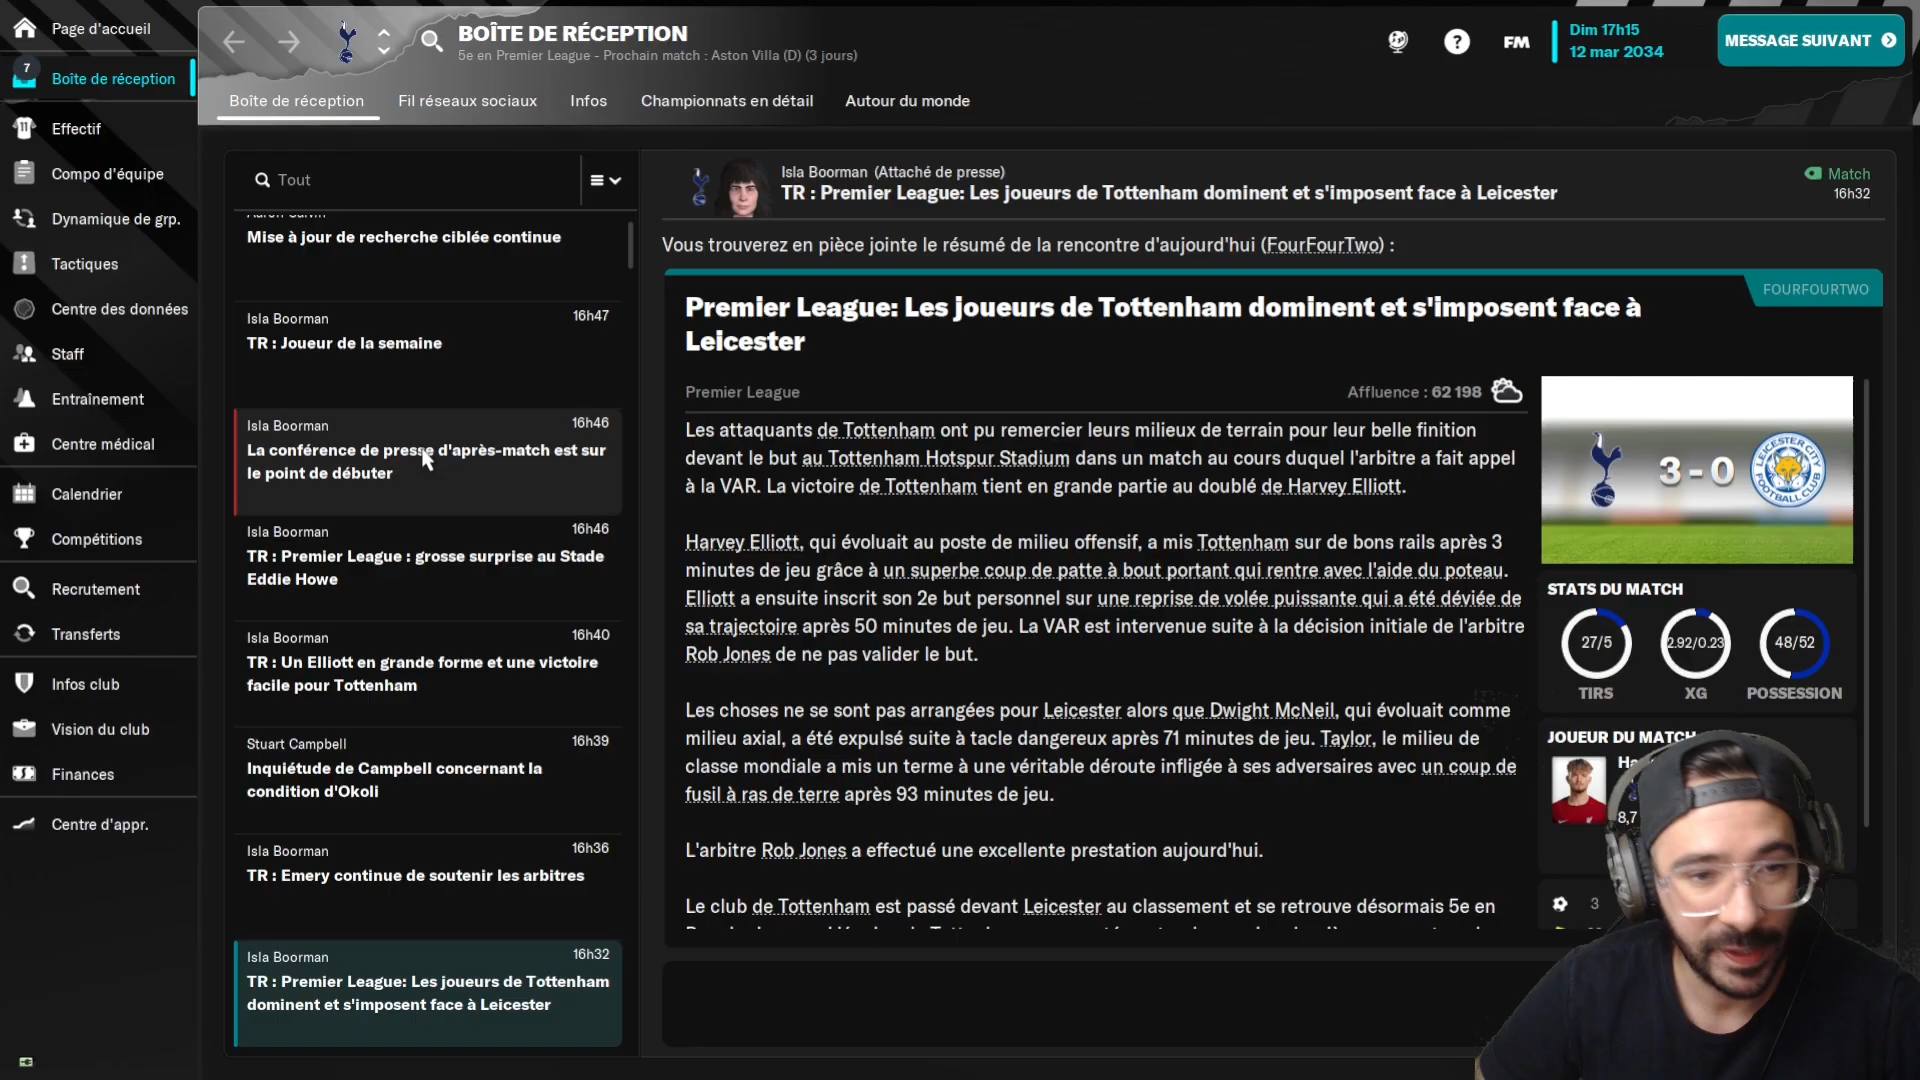 Page d'accueil
7
Boîte de réception
Effectif
Compo d'équipe
Dynamique de grp.
Tactiques
Centre des données
Staff
Entraînement
Centre médical
Calendrier
Compétitions
Recrutement
Transferts
Infos club
Vision du club
Finances
Centre d'appr.
BOÎTE DE RÉCEPTION
5e en Premier League - Prochain match : Aston Villa (D) (3 jours)
FM
Dim 17h15
12 mar 2034
MESSAGE SUIVANT
Boîte de réception
Fil réseaux sociaux
Infos
Championnats en détail
Autour du monde
Tout
Mise à jour de recherche ciblée continue
Isla Boorman
16h47
TR : Joueur de la semaine
Isla Boorman
16h46
La conférence de presse d'après-match est sur
le point de débuter
Isla Boorman
16h46
TR : Premier League : grosse surprise au Stade
Eddie Howe
Isla Boorman
16h40
TR : Un Elliott en grande forme et une victoire
facile pour Tottenham
Stuart Campbell
16h39
Inquiétude de Campbell concernant la
condition d'Okoli
Isla Boorman
16h36
TR : Emery continue de soutenir les arbitres
Isla Boorman
16h32
TR : Premier League: Les joueurs de Tottenham
dominent et s'imposent face à Leicester
Isla Boorman (Attaché de presse)
TR : Premier League: Les joueurs de Tottenham dominent et s'imposent face à Leicester
Match
16h32
Vous trouverez en pièce jointe le résumé de la rencontre d'aujourd'hui (FourFourTwo) :
FOURFOURTWO
Premier League: Les joueurs de Tottenham dominent et s'imposent face à
Leicester
Premier League
Affluence : 62 198
Les attaquants de Tottenham ont pu remercier leurs milieux de terrain pour leur belle finition
devant le but au Tottenham Hotspur Stadium dans un match au cours duquel l'arbitre a fait appel
à la VAR. La victoire de Tottenham tient en grande partie au doublé de Harvey Elliott.
Harvey Elliott, qui évoluait au poste de milieu offensif, a mis Tottenham sur de bons rails après 3
minutes de jeu grâce à un superbe coup de patte à bout portant qui rentre avec l'aide du poteau.
Elliott a ensuite inscrit son 2e but personnel sur une reprise de volée puissante qui a été déviée de
sa trajectoire après 50 minutes de jeu. La VAR est intervenue suite à la décision initiale de l'arbitre
Rob Jones de ne pas valider le but.
Les choses ne se sont pas arrangées pour Leicester alors que Dwight McNeil, qui évoluait comme
milieu axial, a été expulsé suite à tacle dangereux après 71 minutes de jeu. Taylor, le milieu de
classe mondiale a mis un terme à une véritable déroute infligée à ses adversaires avec un coup de
fusil à ras de terre après 93 minutes de jeu.
L'arbitre Rob Jones a effectué une excellente prestation aujourd'hui.
Le club de Tottenham est passé devant Leicester au classement et se retrouve désormais 5e en
3 - 0
LEICESTER CITY
FOOTBALL CLUB
STATS DU MATCH
27/5
2.92/0.23
48/52
TIRS
XG
POSSESSION
JOUEUR DU MATCH
8,7
3